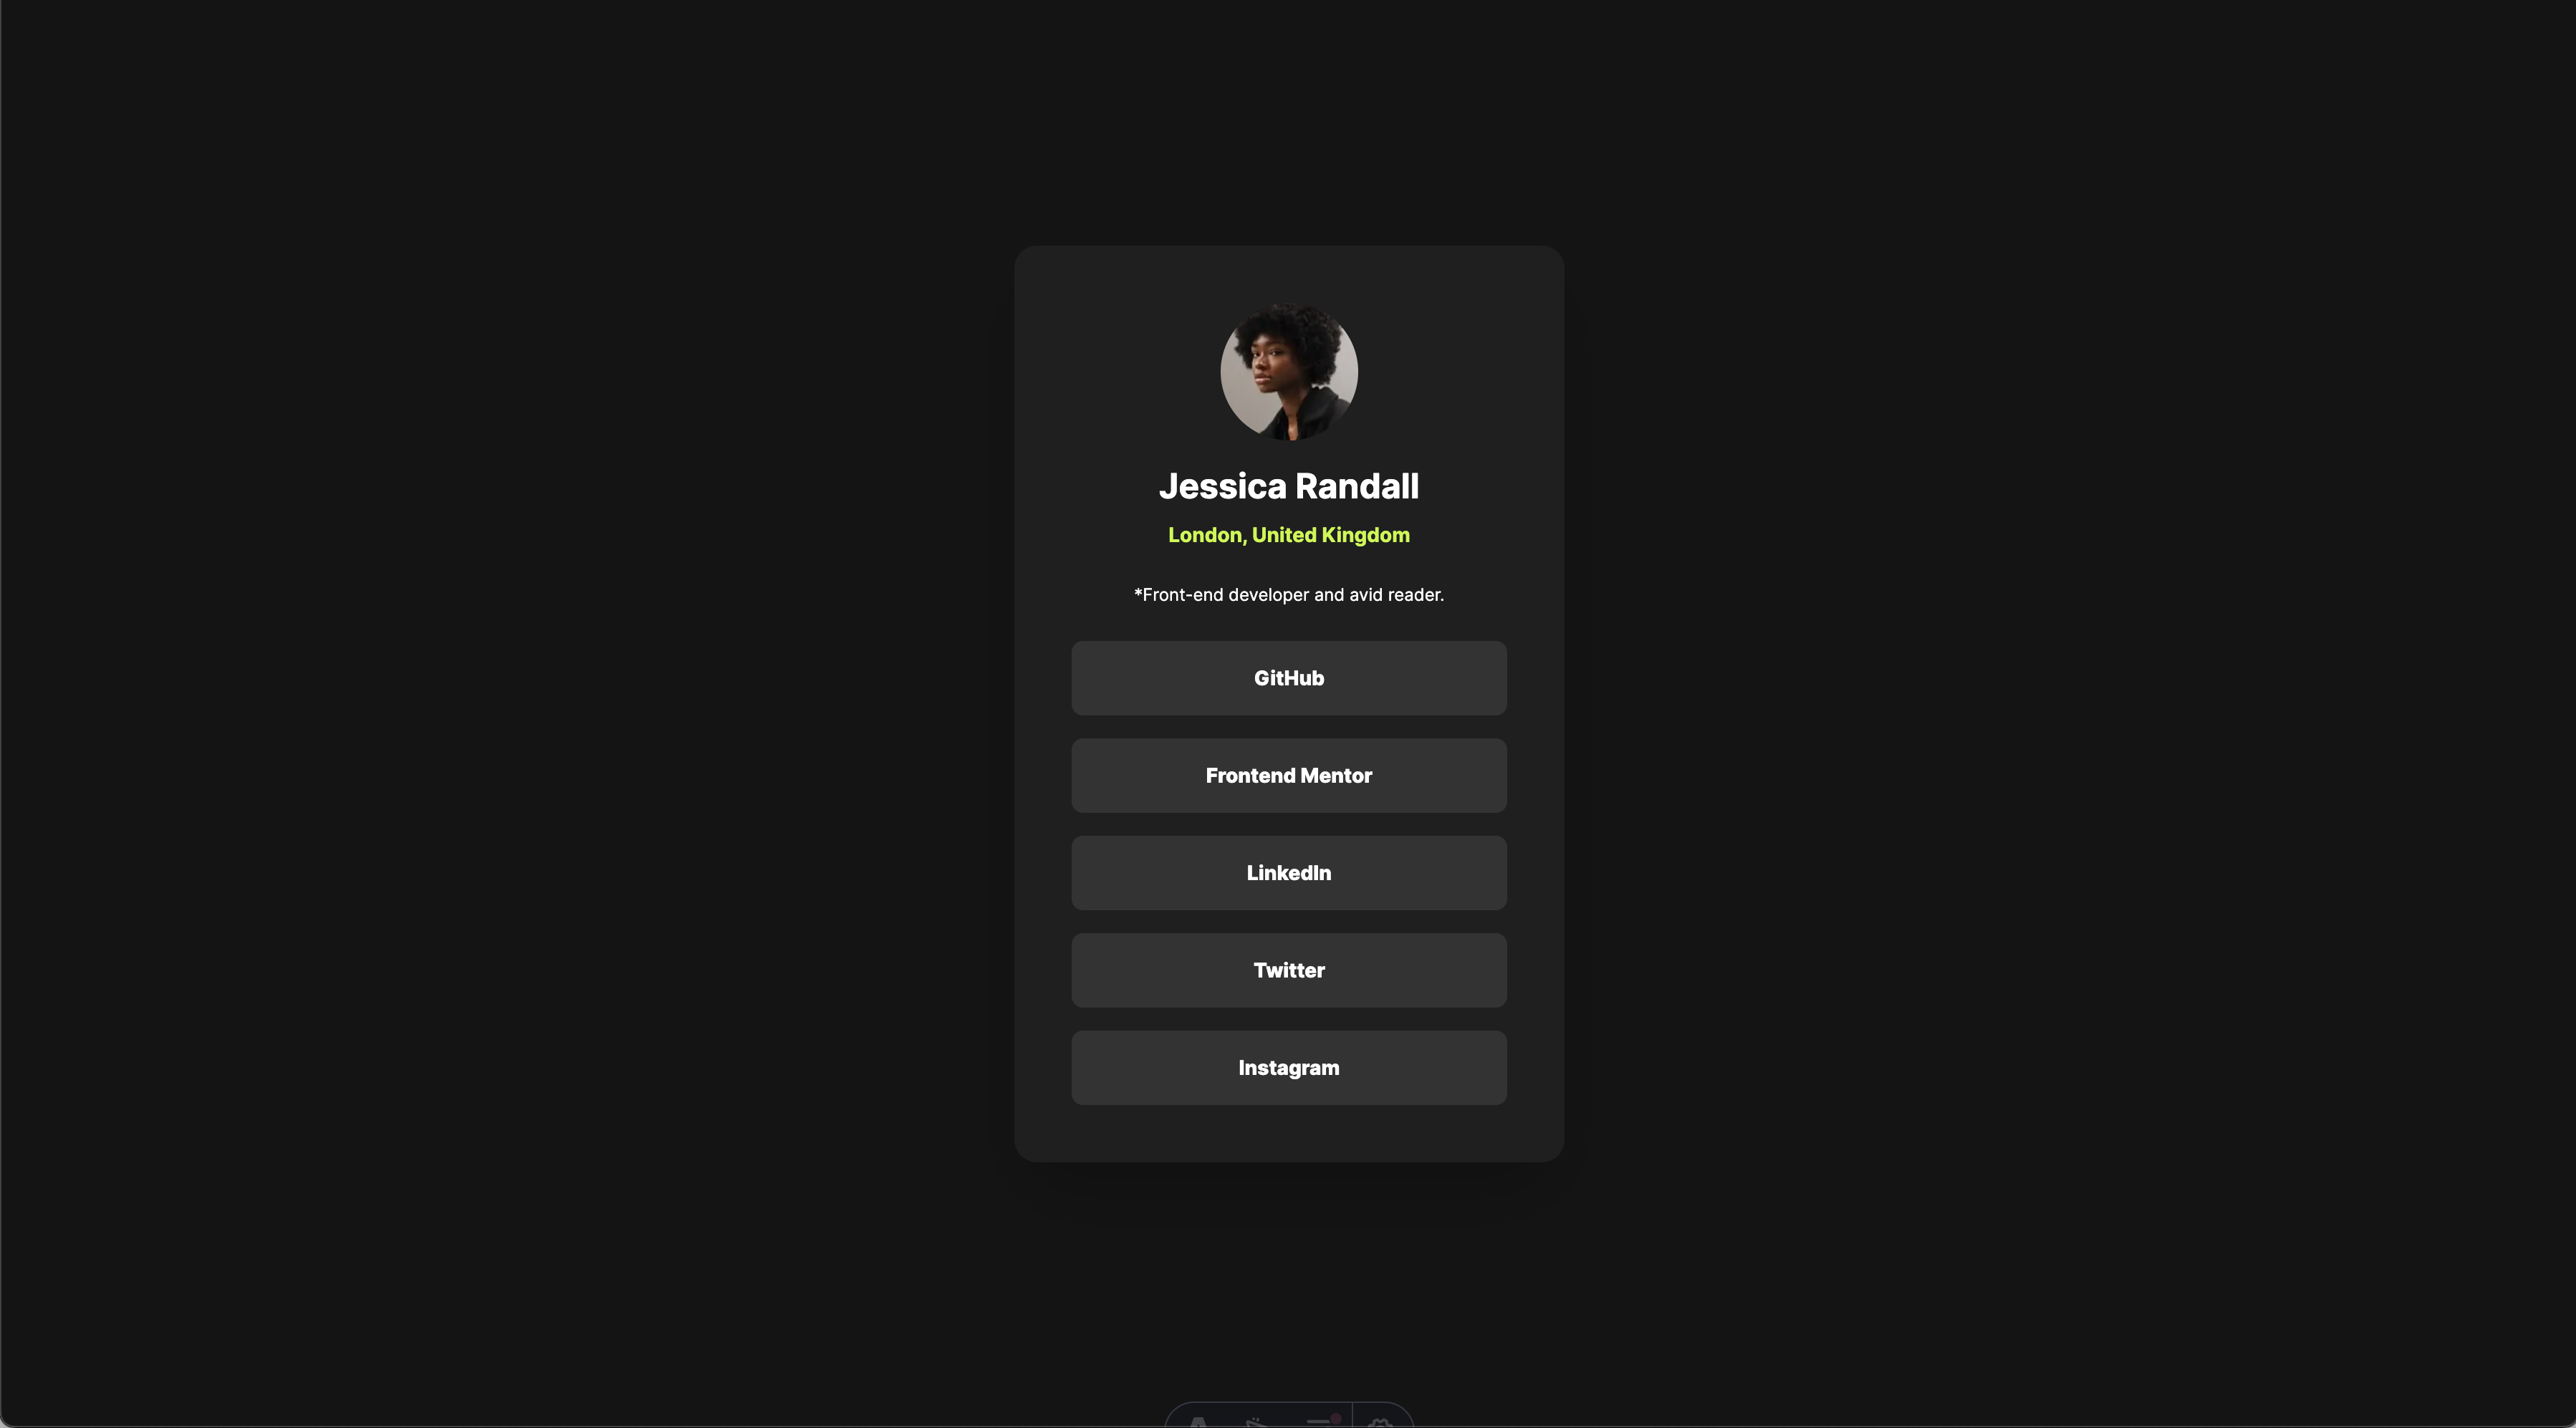 Jessica Randall
London, United Kingdom
*Front-end developer and avid reader.
GitHub
Frontend Mentor
LinkedIn
Twitter
Instagram